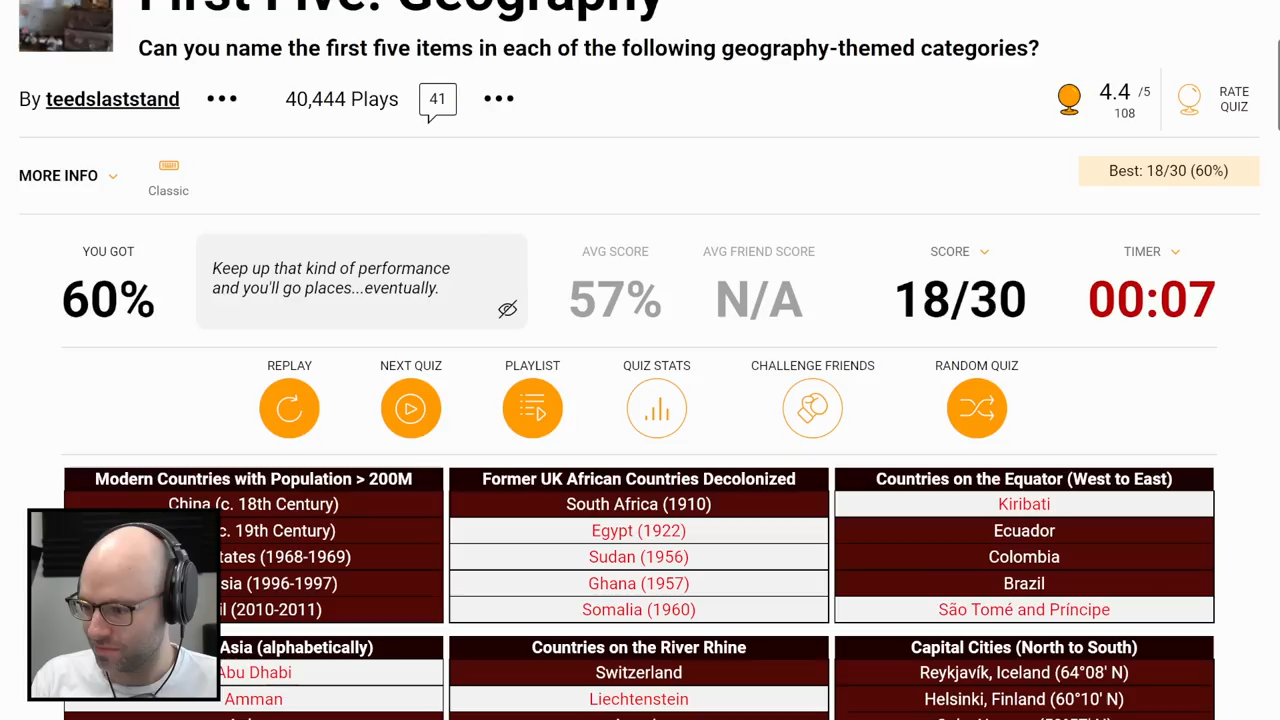 First Five: Geography
Can you name the first five items in each of the following geography-themed categories?
By teedslaststand ••• 40,444 Plays 41 •••
4.4 /5
108
RATE
QUIZ
MORE INFO
Classic
Best: 18/30 (60%)
YOU GOT
60%
Keep up that kind of performance
and you'll go places...eventually.
AVG SCORE
57%
AVG FRIEND SCORE
N/A
SCORE
18/30
TIMER
00:07
REPLAY
NEXT QUIZ
PLAYLIST
QUIZ STATS
CHALLENGE FRIENDS
RANDOM QUIZ
Modern Countries with Population > 200M
China (c. 18th Century)
c. 19th Century)
tates (1968-1969)
sia (1996-1997)
il (2010-2011)
Former UK African Countries Decolonized
South Africa (1910)
Egypt (1922)
Sudan (1956)
Ghana (1957)
Somalia (1960)
Countries on the Equator (West to East)
Kiribati
Ecuador
Colombia
Brazil
São Tomé and Príncipe
Asia (alphabetically)
Abu Dhabi
Amman
Countries on the River Rhine
Switzerland
Liechtenstein
Capital Cities (North to South)
Reykjavík, Iceland (64°08' N)
Helsinki, Finland (60°10' N)